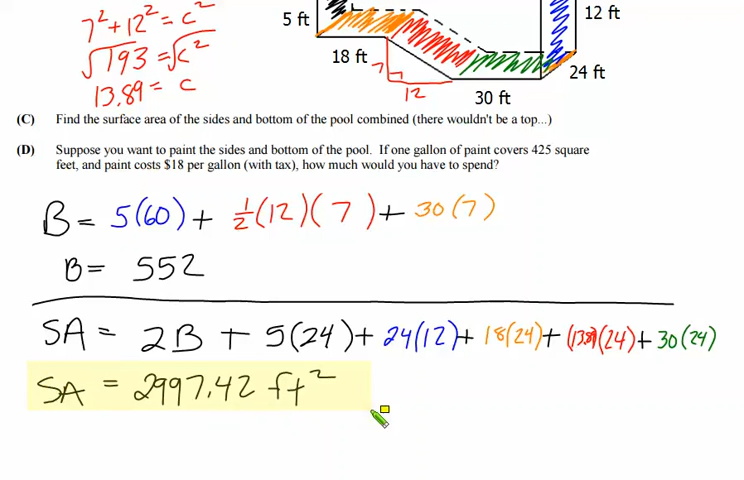 7² + 12² = c²
√193 = √c²
13.89 = c
5 ft
12 ft
18 ft
7
24 ft
12
30 ft
(C) Find the surface area of the sides and bottom of the pool combined (there wouldn't be a top...)
(D) Suppose you want to paint the sides and bottom of the pool. If one gallon of paint covers 425 square
feet, and paint costs $18 per gallon (with tax), how much would you have to spend?
B = 5(60) + ½(12)(7) + 30(7)
B = 552
SA = 2B + 5(24) + 24(12) + 18(24) + (13.89)(24) + 30(24)
SA = 2997.42 ft²